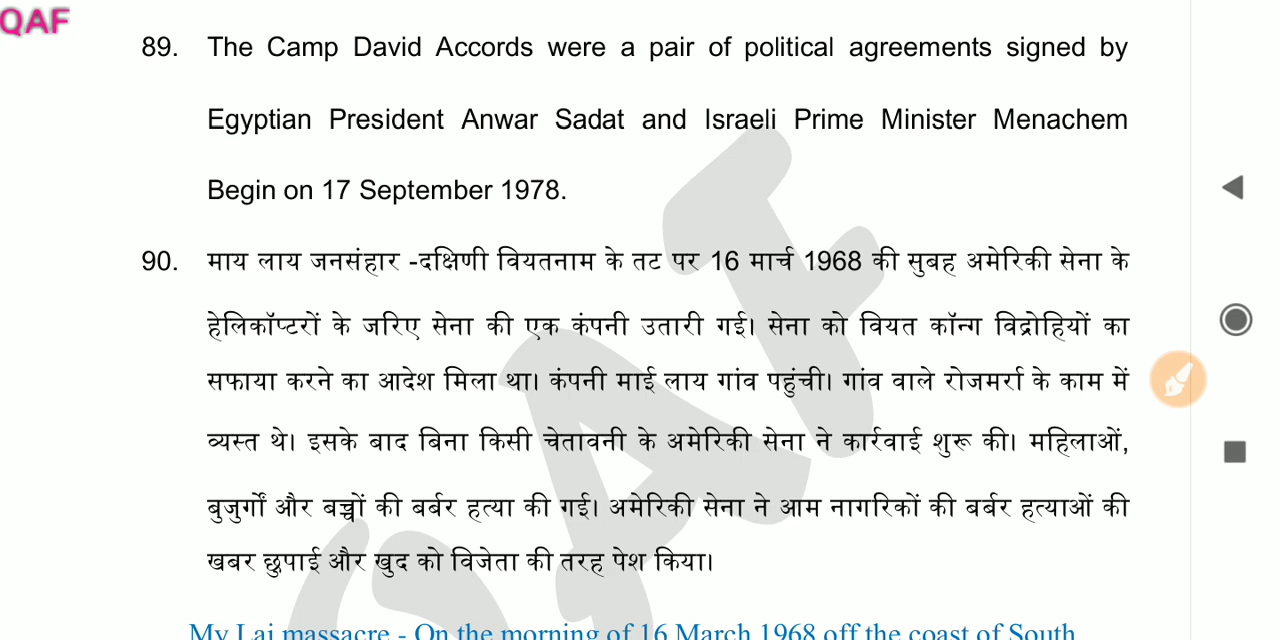 QAF
89. The Camp David Accords were a pair of political agreements signed by
Egyptian President Anwar Sadat and Israeli Prime Minister Menachem
Begin on 17 September 1978.
90. माय लाय जनसंहार -दक्षिणी वियतनाम के तट पर 16 मार्च 1968 की सुबह अमेरिकी सेना के
हेलिकॉप्टरों के जरिए सेना की एक कंपनी उतारी गई। सेना को वियत कॉन्ग विद्रोहियों का
सफाया करने का आदेश मिला था। कंपनी माई लाय गांव पहुंची। गांव वाले रोजमर्रा के काम में
व्यस्त थे। इसके बाद बिना किसी चेतावनी के अमेरिकी सेना ने कार्रवाई शुरू की। महिलाओं,
बुजुर्गों और बच्चों की बर्बर हत्या की गई। अमेरिकी सेना ने आम नागरिकों की बर्बर हत्याओं की
खबर छुपाई और खुद को विजेता की तरह पेश किया।
My Lai massacre - On the morning of 16 March 1968 off the coast of South